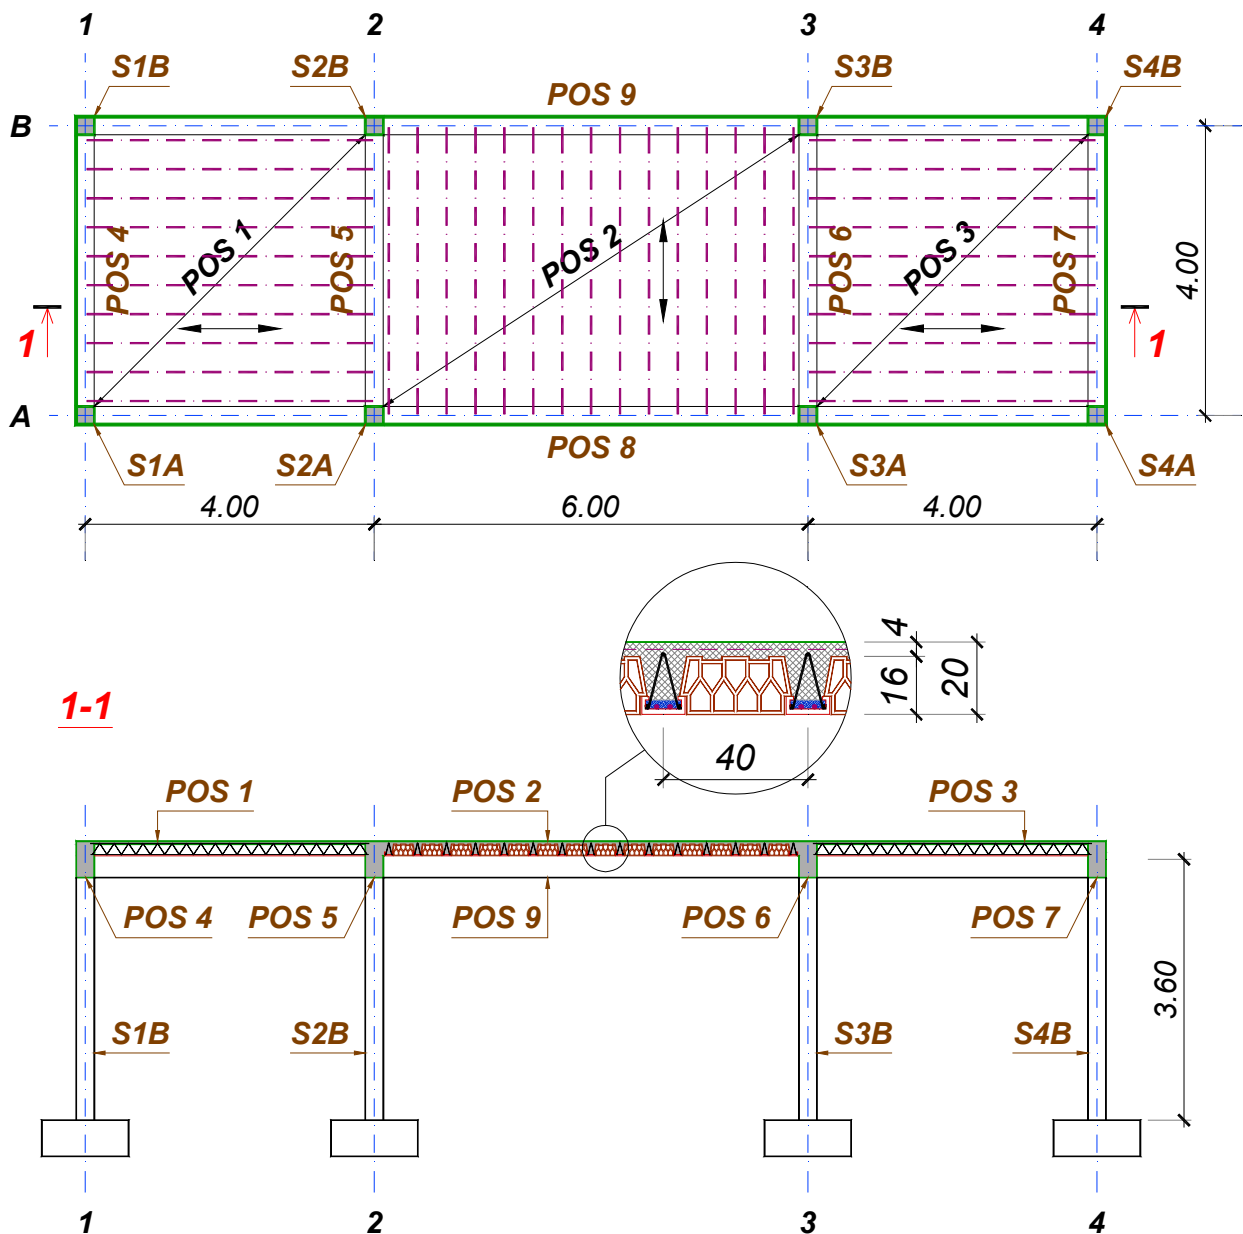 1 2 3 4
S1B S2B S3B S4B
POS 9
B
POS 4 POS 1 POS 5 POS 2 POS 6 POS 3 POS 7
4.00
1 1
A
POS 8
S1A S2A S3A S4A
4.00 6.00 4.00
4
16 20
40
1-1
POS 1 POS 2 POS 3
POS 4 POS 5 POS 9 POS 6 POS 7
3.60
S1B S2B S3B S4B
1 2 3 4